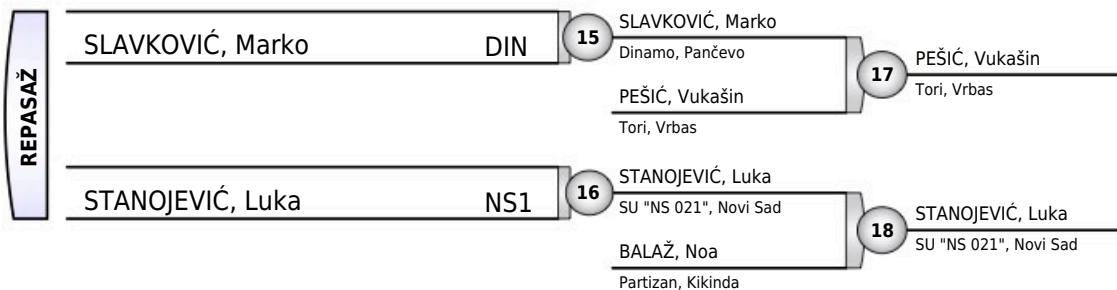 REPASAŽ
SLAVKOVIĆ, Marko DIN
15
SLAVKOVIĆ, Marko
Dinamo, Pančevo
PEŠIĆ, Vukašin
Tori, Vrbas
17
PEŠIĆ, Vukašin
Tori, Vrbas
STANOJEVIĆ, Luka NS1
16
STANOJEVIĆ, Luka
SU "NS 021", Novi Sad
BALAŽ, Noa
Partizan, Kikinda
18
STANOJEVIĆ, Luka
SU "NS 021", Novi Sad